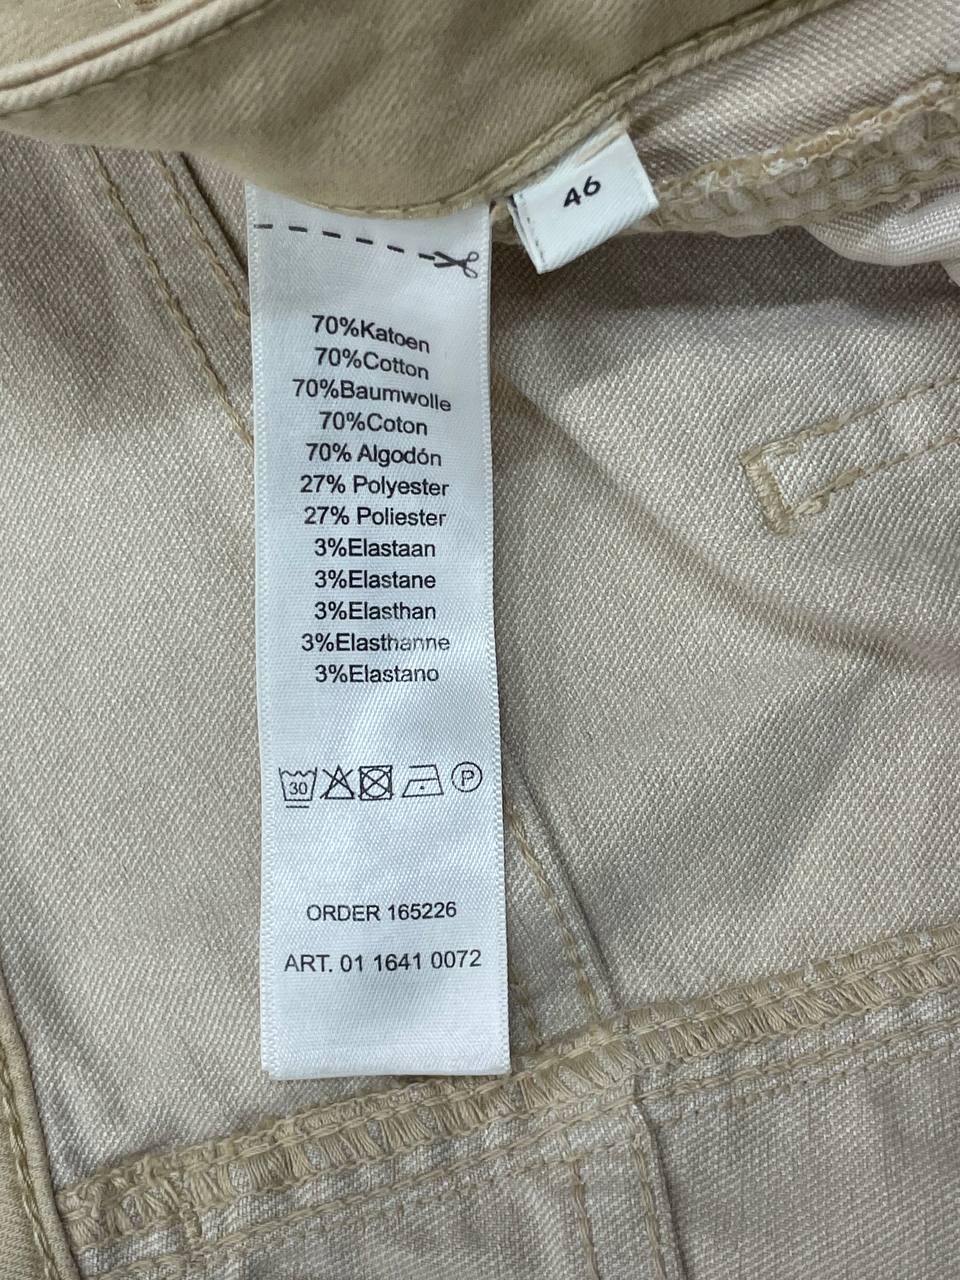 46
70%Katoen
70%Cotton
70%Baumwolle
70%Coton
70% Algodón
27% Polyester
27% Poliester
3%Elastaan
3%Elastane
3%Elasthan
3%Elasthanne
3%Elastano
30 P
ORDER 165226
ART. 01 1641 0072